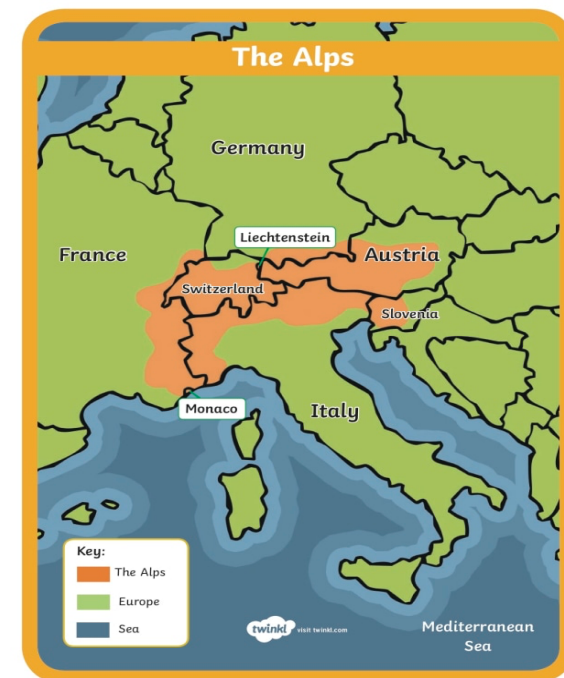 The Alps
Germany
Liechtenstein
France
Austria
Switzerland
Slovenia
Monaco
Italy
Key:
The Alps
Europe
Sea
twinkl visit twinkl.com
Mediterranean
Sea